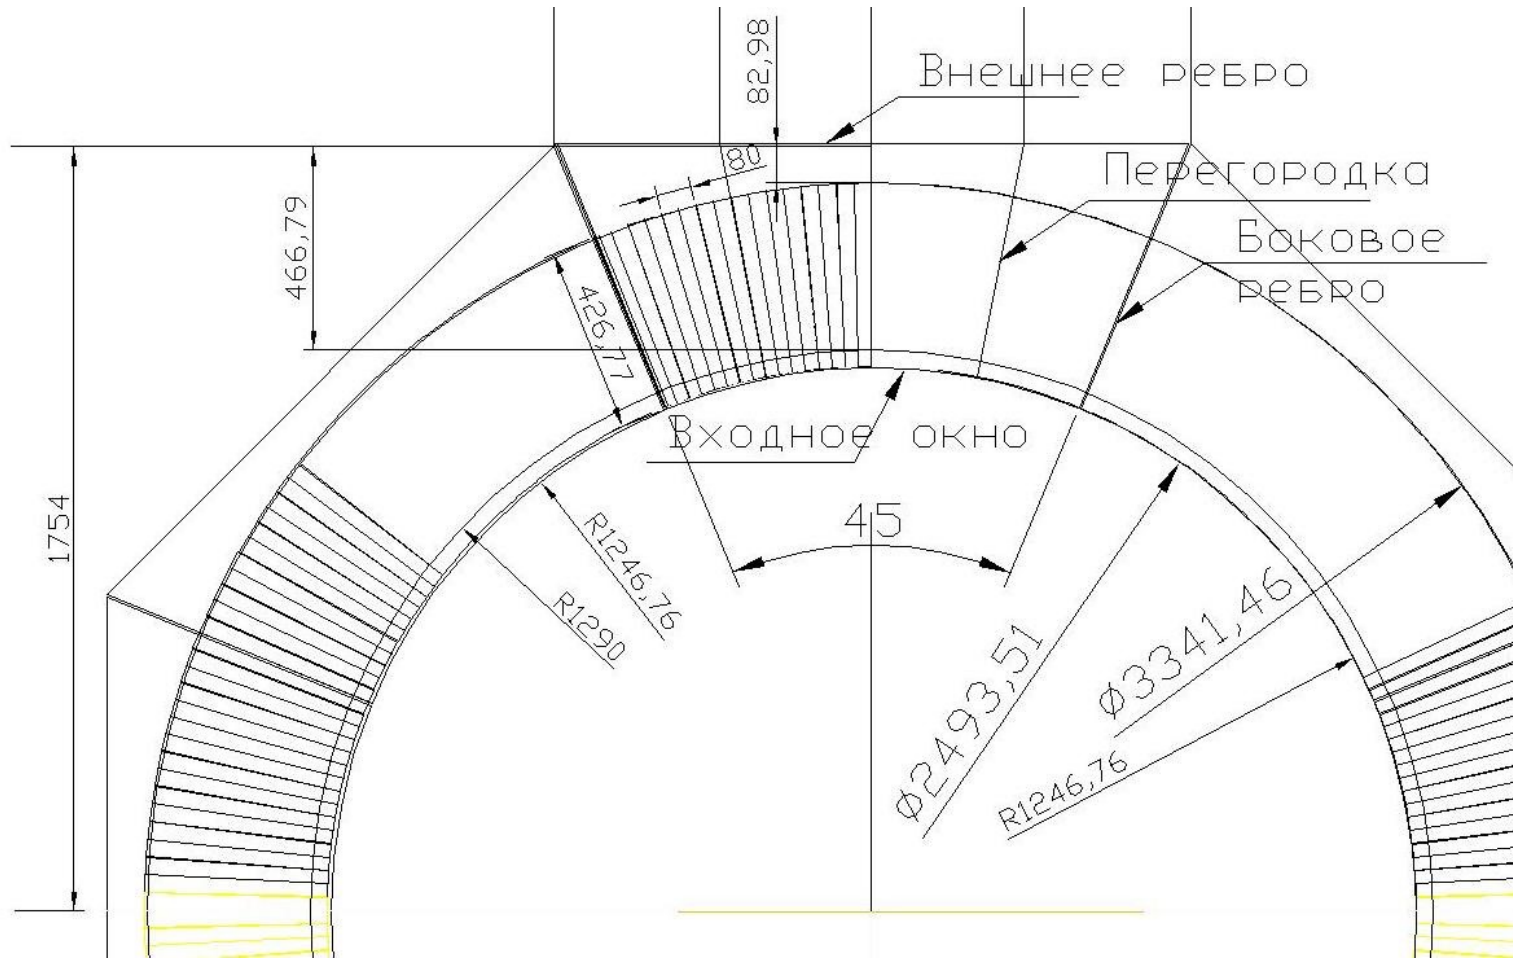 82,98
Внешнее ребро
80
Перегородка
466,79
Боковое
ребро
426,77
Входное окно
1754
45
R1246,76
R1290
Ø3341,46
Ø2493,51
R1246,76